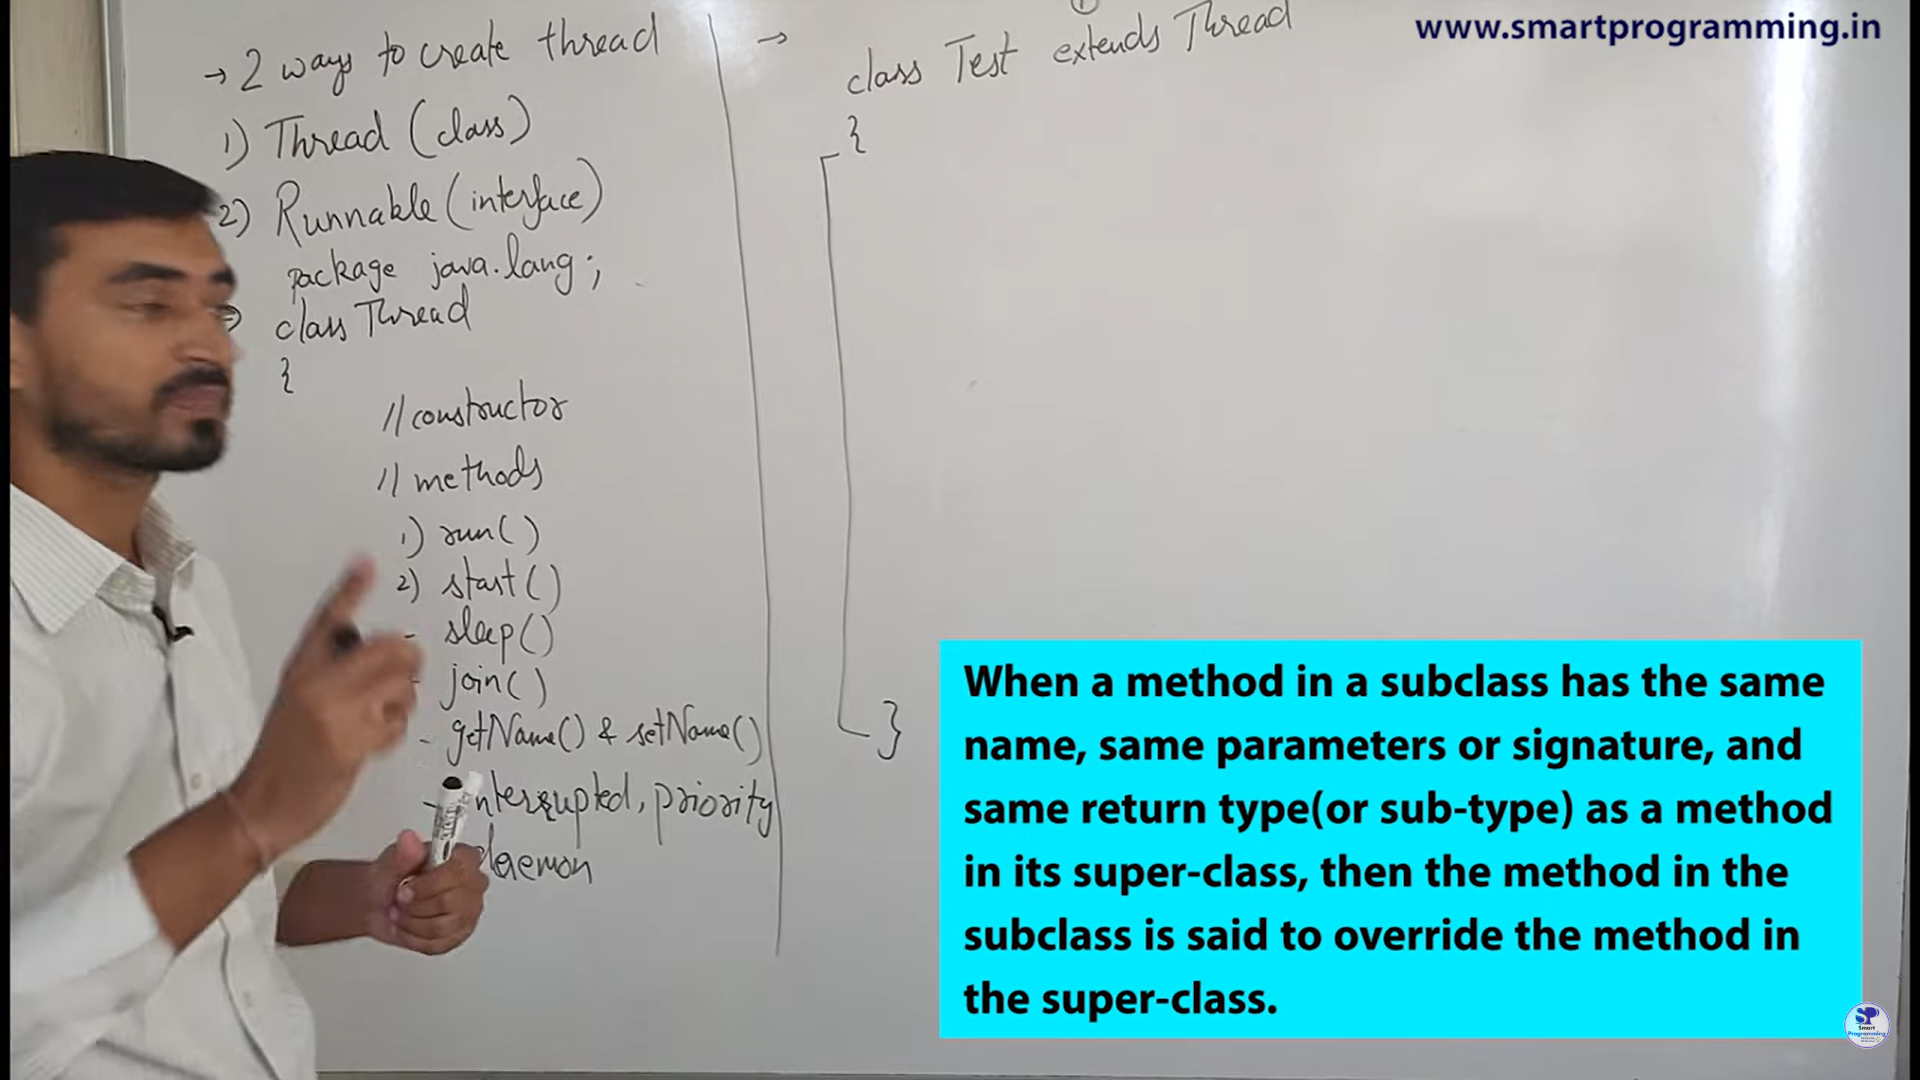 www.smartprogramming.in
→ 2 ways to create thread
1) Thread (class)
2) Runnable (interface)
package java.lang;
class Thread
{
// constructor
// methods
1) run()
2) start()
- sleep()
- join()
- getName() & setName()
- interrupted, priority
daemon
→
1
class Test extends Thread
{
}
When a method in a subclass has the same
name, same parameters or signature, and
same return type(or sub-type) as a method
in its super-class, then the method in the
subclass is said to override the method in
the super-class.
SP
Smart
Programming